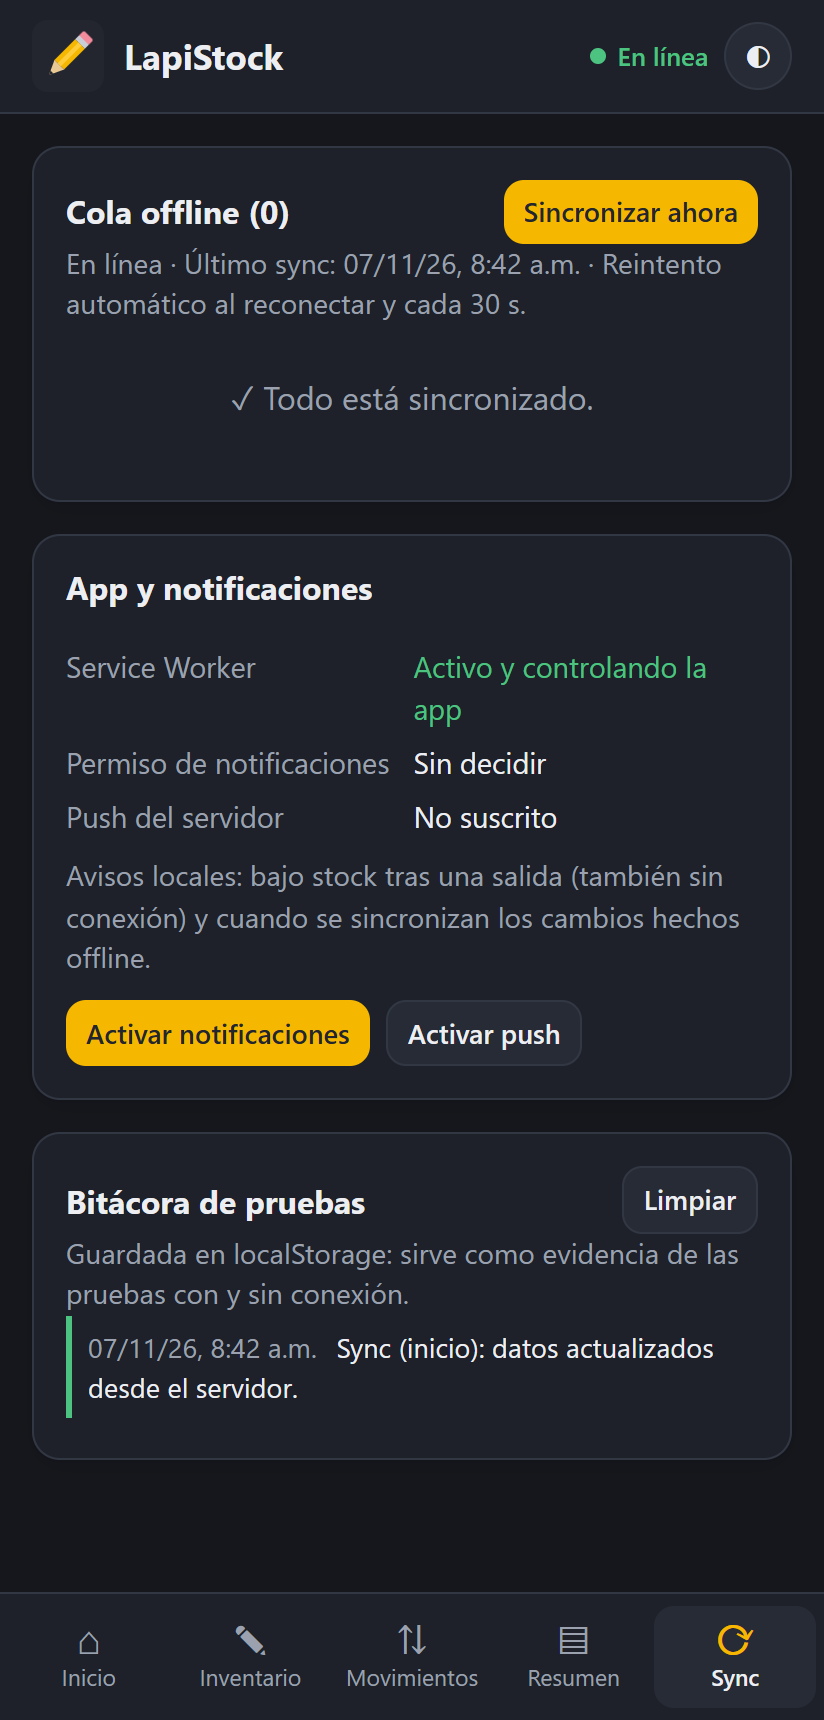 LapiStock
En línea
Cola offline (0)
Sincronizar ahora
En línea · Último sync: 07/11/26, 8:42 a.m. · Reintento
automático al reconectar y cada 30 s.
✓ Todo está sincronizado.
App y notificaciones
Service Worker
Activo y controlando la
app
Permiso de notificaciones
Sin decidir
Push del servidor
No suscrito
Avisos locales: bajo stock tras una salida (también sin
conexión) y cuando se sincronizan los cambios hechos
offline.
Activar notificaciones
Activar push
Bitácora de pruebas
Limpiar
Guardada en localStorage: sirve como evidencia de las
pruebas con y sin conexión.
07/11/26, 8:42 a.m. Sync (inicio): datos actualizados
desde el servidor.
Inicio
Inventario
Movimientos
Resumen
Sync